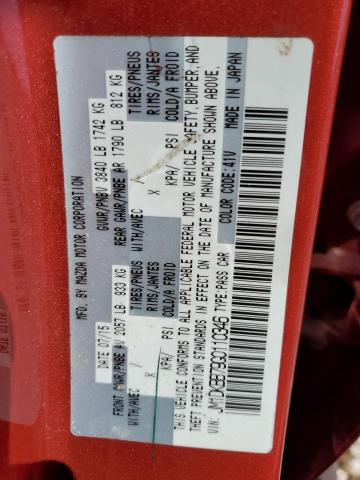 MFD. BY MAZDA MOTOR CORPORATION
DATE 07/15 GVWR/PNBV 3840 LB 1742 KG
FRONT GAWR/PNBE AV 2057 LB 933 KG REAR GAWR/PNBE AR 1790 LB 812 KG
WITH/AVEC / TIRES/PNEUS WITH/AVEC / TIRES/PNEUS
X RIMS/JANTES X RIMS/JANTES
KPA/ PSI COLD/A FROID KPA/ PSI COLD/A FROID
THIS VEHICLE CONFORMS TO ALL APPLICABLE FEDERAL MOTOR VEHICLE SAFETY, BUMPER, AND
THEFT PREVENTION STANDARDS IN EFFECT ON THE DATE OF MANUFACTURE SHOWN ABOVE.
VIN: TYPE: PASS CAR COLOR CODE: 41V MADE IN JAPAN